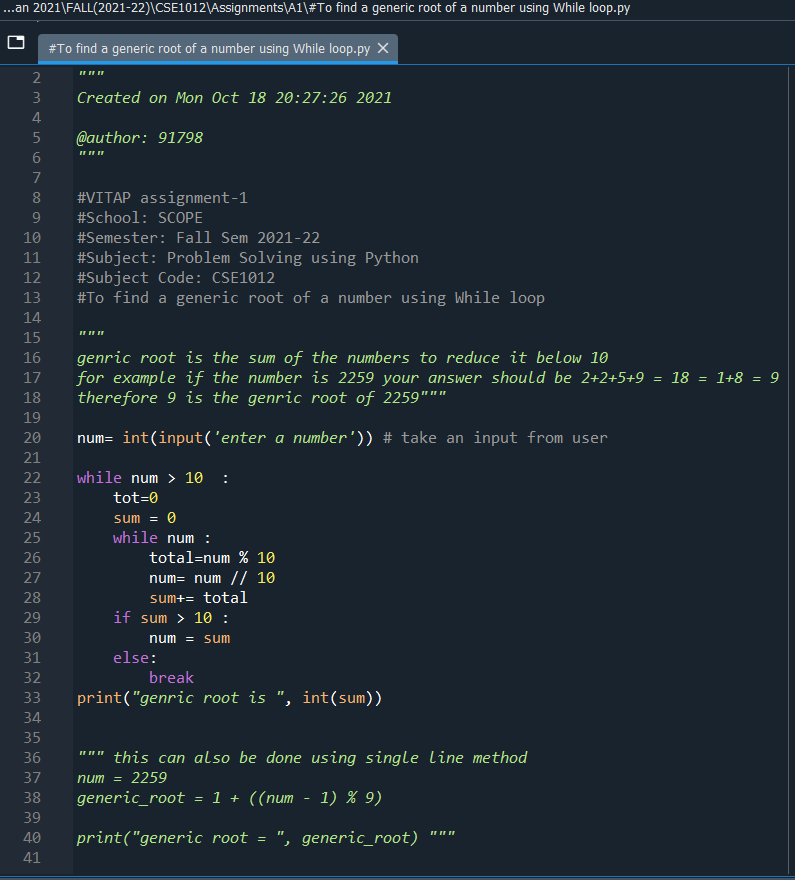 ...an 2021\FALL(2021-22)\CSE1012\Assignments\A1\#To find a generic root of a number using While loop.py
#To find a generic root of a number using While loop.py
2 """
3 Created on Mon Oct 18 20:27:26 2021
4
5 @author: 91798
6 """
7
8 #VITAP assignment-1
9 #School: SCOPE
10 #Semester: Fall Sem 2021-22
11 #Subject: Problem Solving using Python
12 #Subject Code: CSE1012
13 #To find a generic root of a number using While loop
14
15 """
16 genric root is the sum of the numbers to reduce it below 10
17 for example if the number is 2259 your answer should be 2+2+5+9 = 18 = 1+8 = 9
18 therefore 9 is the genric root of 2259"""
19
20 num= int(input('enter a number')) # take an input from user
21
22 while num > 10  :
23     tot=0
24     sum = 0
25     while num :
26         total=num % 10
27         num= num // 10
28         sum+= total
29     if sum > 10 :
30         num = sum
31     else:
32         break
33 print("genric root is ", int(sum))
34
35
36 """ this can also be done using single line method
37 num = 2259
38 generic_root = 1 + ((num - 1) % 9)
39
40 print("generic root = ", generic_root) """
41